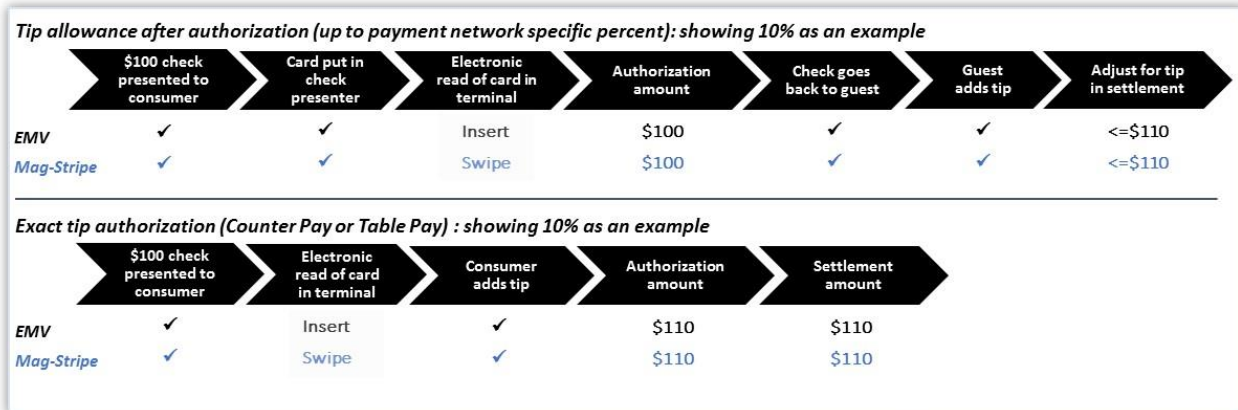 Tip allowance after authorization (up to payment network specific percent): showing 10% as an example
$100 check presented to consumer
Card put in check presenter
Electronic read of card in terminal
Authorization amount
Check goes back to guest
Guest adds tip
Adjust for tip in settlement
EMV ✓ ✓ Insert $100 ✓ ✓ <=$110
Mag-Stripe ✓ ✓ Swipe $100 ✓ ✓ <=$110
Exact tip authorization (Counter Pay or Table Pay) : showing 10% as an example
$100 check presented to consumer
Electronic read of card in terminal
Consumer adds tip
Authorization amount
Settlement amount
EMV ✓ Insert ✓ $110 $110
Mag-Stripe ✓ Swipe ✓ $110 $110